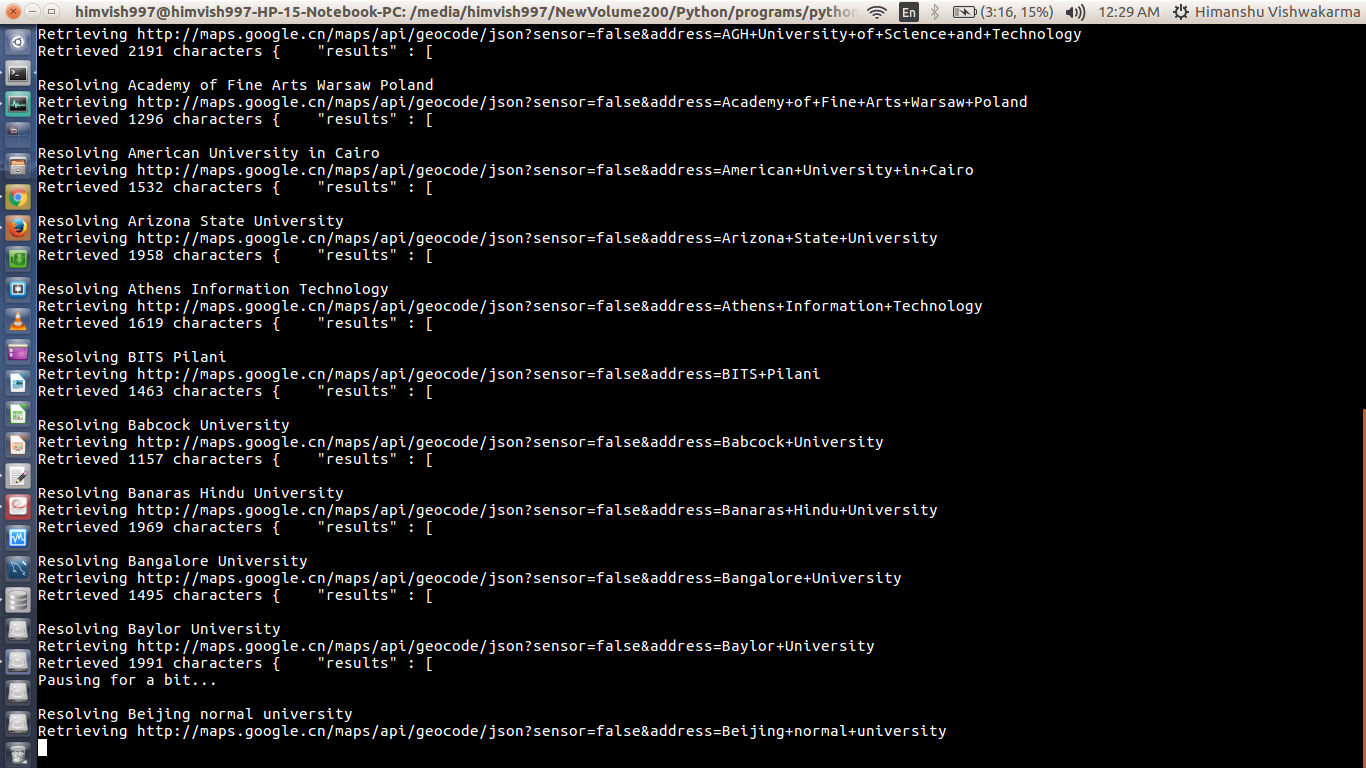 himvish997@himvish997-HP-15-Notebook-PC: /media/himvish997/NewVolume200/Python/programs/python
En (3:16, 15%) 12:29 AM Himanshu Vishwakarma
Retrieving http://maps.google.cn/maps/api/geocode/json?sensor=false&address=AGH+University+of+Science+and+Technology
Retrieved 2191 characters {    "results" : [
Resolving Academy of Fine Arts Warsaw Poland
Retrieving http://maps.google.cn/maps/api/geocode/json?sensor=false&address=Academy+of+Fine+Arts+Warsaw+Poland
Retrieved 1296 characters {    "results" : [
Resolving American University in Cairo
Retrieving http://maps.google.cn/maps/api/geocode/json?sensor=false&address=American+University+in+Cairo
Retrieved 1532 characters {    "results" : [
Resolving Arizona State University
Retrieving http://maps.google.cn/maps/api/geocode/json?sensor=false&address=Arizona+State+University
Retrieved 1958 characters {    "results" : [
Resolving Athens Information Technology
Retrieving http://maps.google.cn/maps/api/geocode/json?sensor=false&address=Athens+Information+Technology
Retrieved 1619 characters {    "results" : [
Resolving BITS Pilani
Retrieving http://maps.google.cn/maps/api/geocode/json?sensor=false&address=BITS+Pilani
Retrieved 1463 characters {    "results" : [
Resolving Babcock University
Retrieving http://maps.google.cn/maps/api/geocode/json?sensor=false&address=Babcock+University
Retrieved 1157 characters {    "results" : [
Resolving Banaras Hindu University
Retrieving http://maps.google.cn/maps/api/geocode/json?sensor=false&address=Banaras+Hindu+University
Retrieved 1969 characters {    "results" : [
Resolving Bangalore University
Retrieving http://maps.google.cn/maps/api/geocode/json?sensor=false&address=Bangalore+University
Retrieved 1495 characters {    "results" : [
Resolving Baylor University
Retrieving http://maps.google.cn/maps/api/geocode/json?sensor=false&address=Baylor+University
Retrieved 1991 characters {    "results" : [
Pausing for a bit...
Resolving Beijing normal university
Retrieving http://maps.google.cn/maps/api/geocode/json?sensor=false&address=Beijing+normal+university